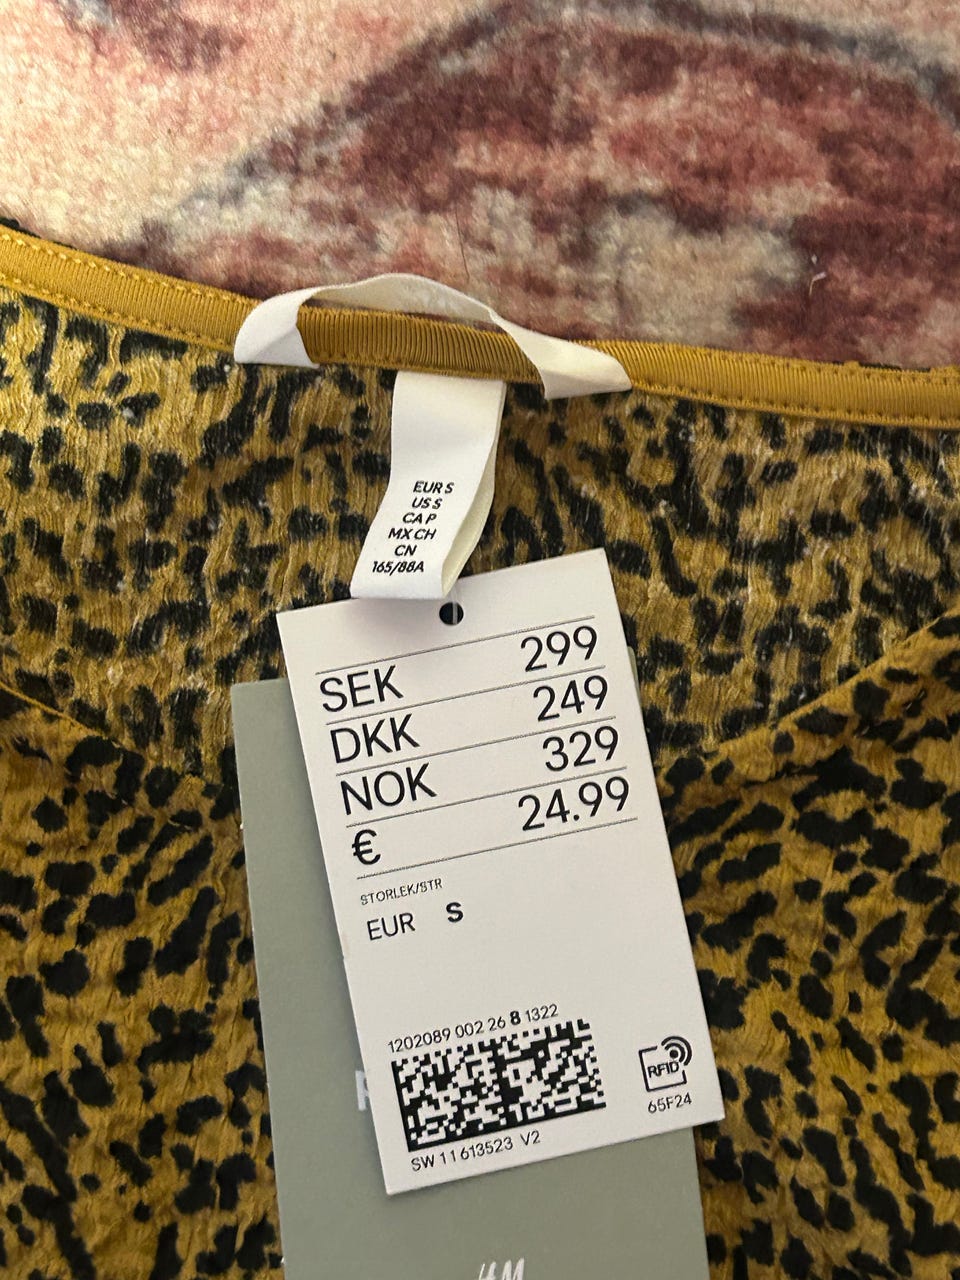 EUR S
US S
CA P
MX CH
CN
165/88A
SEK 299
DKK 249
NOK 329
€ 24.99
STORLEK/STR
EUR S
1202089 002 26 8 1322
RFID
65F24
SW 11 613523 V2